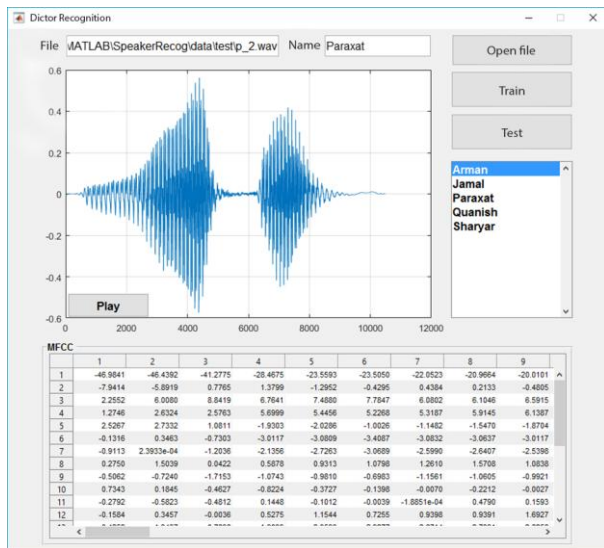 Dictor Recognition
File MATLAB\SpeakerRecog\data\test\p_2.wav Name Paraxat
Open file
Train
Test
Arman
Jamal
Paraxat
Quanish
Sharyar
0.6
0.4
0.2
0
-0.2
-0.4
-0.6
Play
0 2000 4000 6000 8000 10000 12000
MFCC
1 2 3 4 5 6 7 8 9
1 -46.9841 -46.4392 -41.2775 -28.4675 -23.5593 -23.5050 -22.0523 -20.9664 -20.0101
2 -7.9414 -5.8919 0.7765 1.3799 -1.2952 -0.4295 0.4384 0.2133 -0.4805
3 2.2552 6.0080 8.8419 6.7641 7.4880 7.7847 6.0802 6.1046 6.5915
4 1.2746 2.6324 2.5763 5.6999 5.4456 5.2268 5.3187 5.9145 6.1387
5 2.5267 2.7332 1.0811 -1.9303 -2.0286 -1.0026 -1.1482 -1.5470 -1.8704
6 -0.1316 0.3463 -0.7303 -3.0117 -3.0809 -3.4087 -3.0832 -3.0637 -3.0117
7 -0.9113 2.3933e-04 -1.2036 -2.1356 -2.7263 -3.0689 -2.5990 -2.6407 -2.5398
8 0.2750 1.5039 0.0422 0.5878 0.9313 1.0798 1.2610 1.5708 1.0838
9 -0.5062 -0.7240 -1.7153 -1.0743 -0.9810 -0.6983 -1.1561 -1.0605 -0.9921
10 0.7343 0.1845 -0.4627 -0.8224 -0.3727 -0.1398 -0.0070 -0.2212 -0.0027
11 -0.2792 -0.5823 -0.4812 0.1448 -0.1012 -0.0039 -1.8851e-04 0.4790 0.1593
12 -0.1584 0.3457 -0.0036 0.5275 1.1544 0.7255 0.9398 0.9391 1.6927